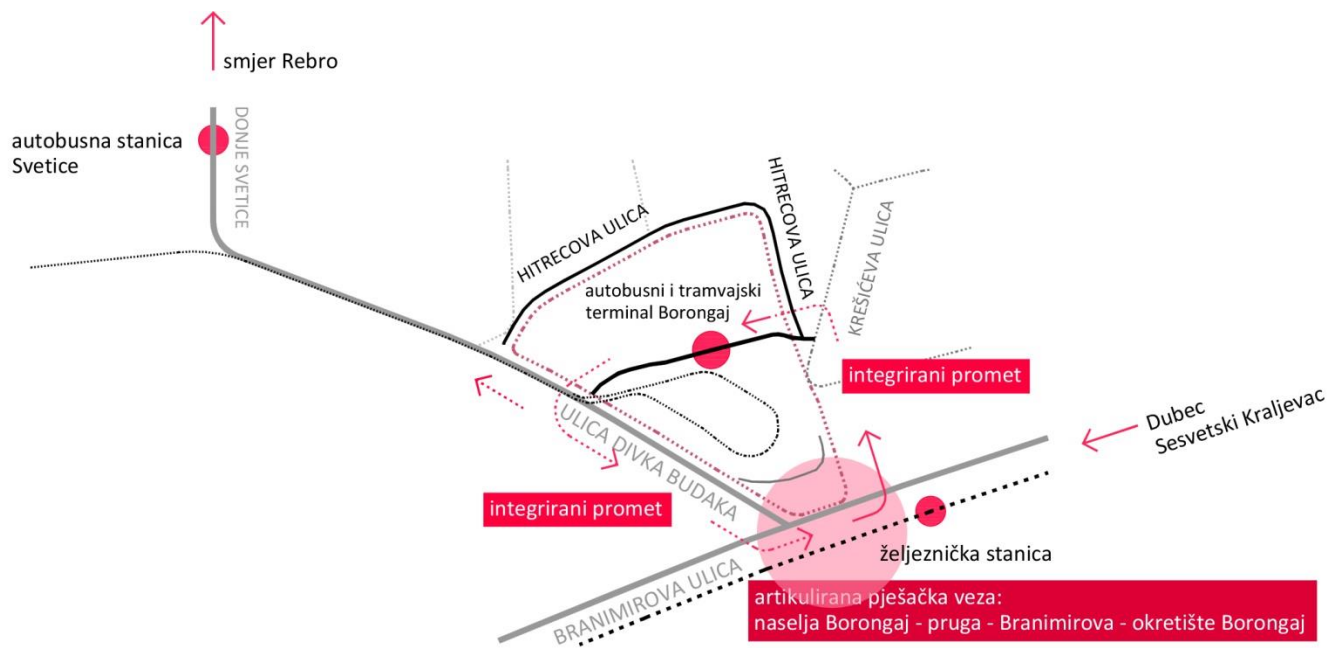 smjer Rebro
autobusna stanica
Svetice
DONJE SVETICE
HITRECOVA ULICA
HITRECOVA ULICA
KREŠIĆEVA ULICA
autobusni i tramvajski
terminal Borongaj
integrirani promet
Dubec
Sesvetski Kraljevac
ULICA DIVKA BUDAKA
integrirani promet
željeznička stanica
BRANIMIROVA ULICA
artikulirana pješačka veza:
naselja Borongaj - pruga - Branimirova - okretište Borongaj